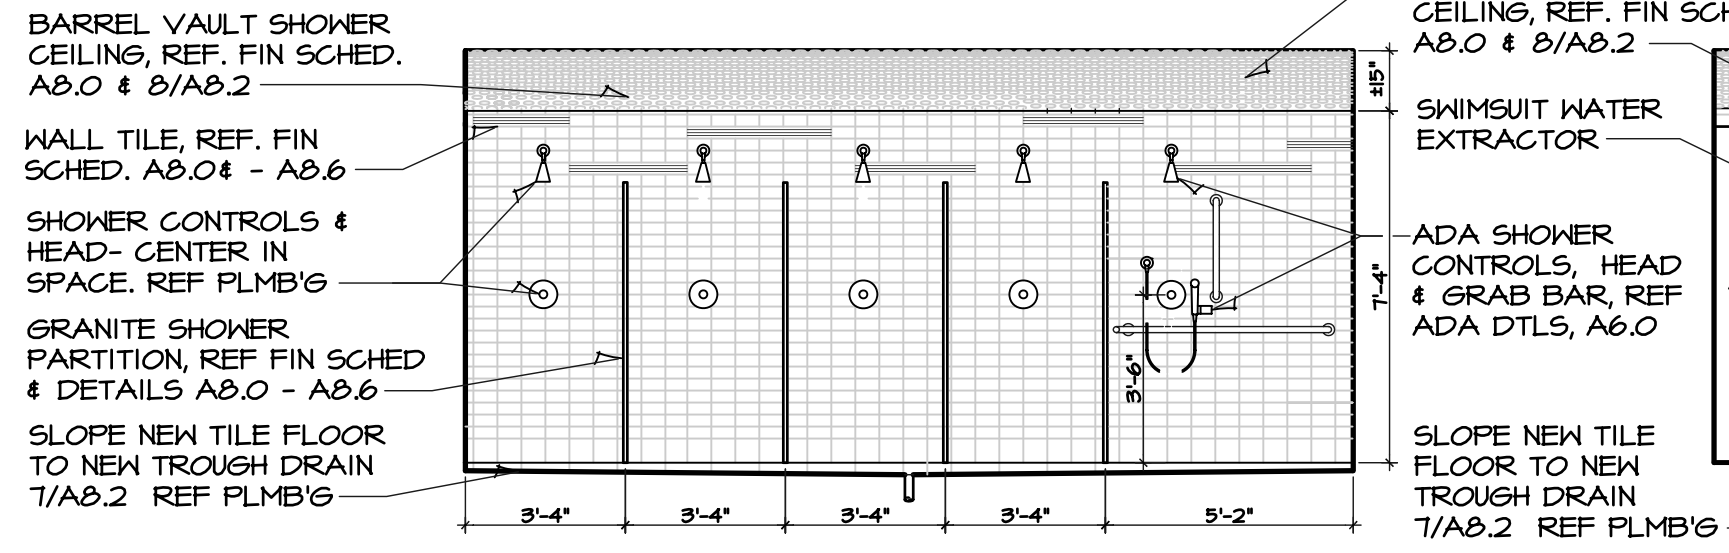 BARREL VAULT SHOWER
CEILING, REF. FIN SCHED.
A8.0 & 8/A8.2
WALL TILE, REF. FIN
SCHED. A8.0& - A8.6
SHOWER CONTROLS &
HEAD- CENTER IN
SPACE. REF PLMB'G
GRANITE SHOWER
PARTITION, REF FIN SCHED
& DETAILS A8.0 - A8.6
SLOPE NEW TILE FLOOR
TO NEW TROUGH DRAIN
7/A8.2 REF PLMB'G
3'-4"
3'-4"
3'-4"
3'-4"
5'-2"
3'-6"
±15"
7'-4"
CEILING, REF. FIN SCH
A8.0 & 8/A8.2
SWIMSUIT WATER
EXTRACTOR
ADA SHOWER
CONTROLS, HEAD
& GRAB BAR, REF
ADA DTLS, A6.0
SLOPE NEW TILE
FLOOR TO NEW
TROUGH DRAIN
7/A8.2 REF PLMB'G